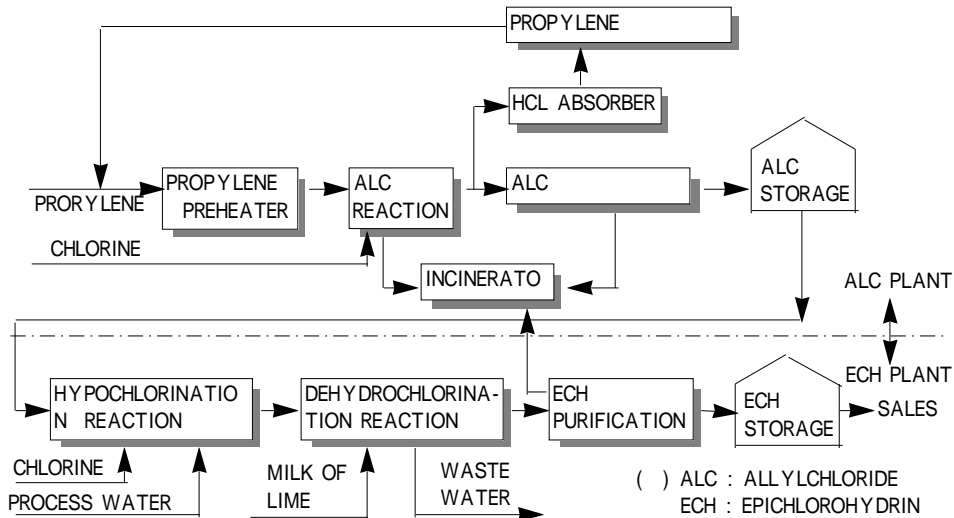 PROPYLENE
HCL ABSORBER
PROPYLENE
PREHEATER
ALC
REACTION
ALC
ALC
STORAGE
PRORYLENE
CHLORINE
INCINERATO
ALC PLANT
ECH PLANT
HYPOCHLORINATIO
N REACTION
DEHYDROCHLORINA-
TION REACTION
ECH
PURIFICATION
ECH
STORAGE
SALES
CHLORINE
PROCESS WATER
MILK OF
LIME
WASTE
WATER
( ) ALC : ALLYLCHLORIDE
ECH : EPICHLOROHYDRIN